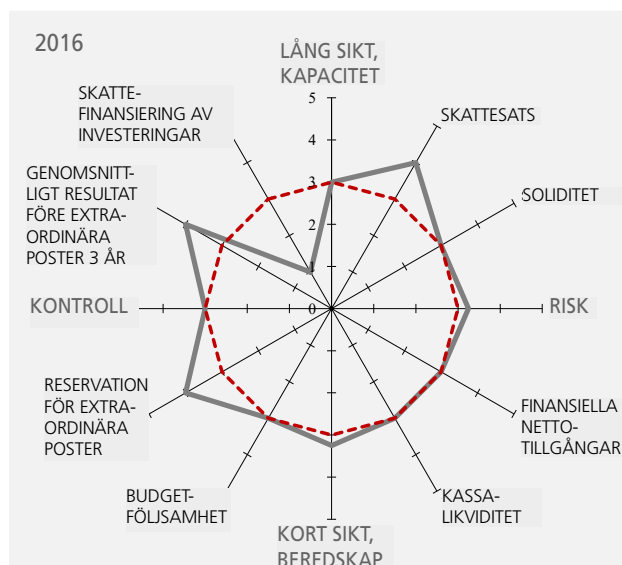 2016
LÅNG SIKT,
KAPACITET
SKATTE-
FINANSIERING AV
INVESTERINGAR
SKATTESATS
GENOMSNITT-
LIGT RESULTAT
FÖRE EXTRA-
ORDINÄRA
POSTER 3 ÅR
SOLIDITET
5
4
3
2
1
0
KONTROLL
RISK
RESERVATION
FÖR EXTRA-
ORDINÄRA
POSTER
FINANSIELLA
NETTO-
TILLGÅNGAR
BUDGET-
FÖLJSAMHET
KASSA-
LIKVIDITET
KORT SIKT,
BEREDSKAP